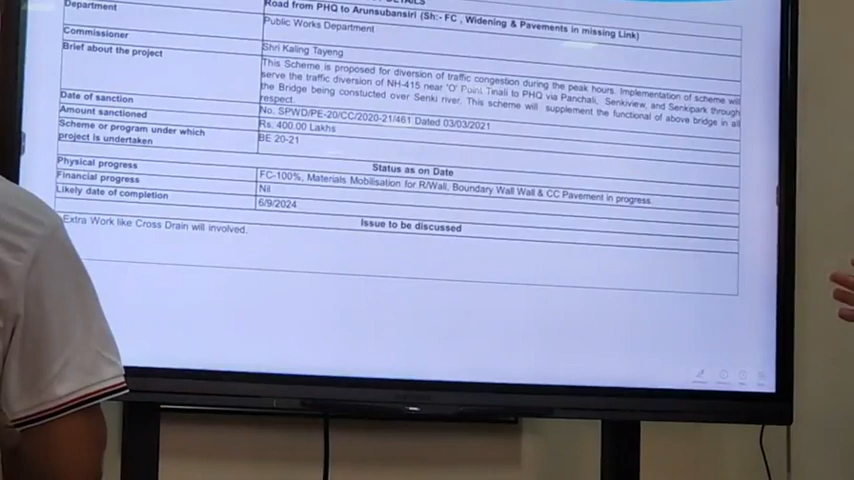 DETAILS
Road from PHQ to Arunsubansiri (Sh:- FC , Widening & Pavements in missing Link)
Department
Public Works Department
Commissioner
Shri Kaling Tayeng
Brief about the project
This Scheme is proposed for diversion of traffic congestion during the peak hours. Implementation of scheme will
serve the traffic diversion of NH-415 near 'O' Point Tinali to PHQ via Panchali, Senkiview, and Senkipark through
the Bridge being constucted over Senki river. This scheme will supplement the functional of above bridge in all
respect.
Date of sanction
No. SPWD/PE-20/CC/2020-21/461 Dated 03/03/2021
Amount sanctioned
Rs. 400.00 Lakhs
Scheme or program under which
project is undertaken
BE 20-21
Status as on Date
Physical progress
FC-100%, Materials Mobilisation for R/Wall, Boundary Wall Wall & CC Pavement in progress.
Financial progress
Nil
Likely date of completion
6/9/2024
Issue to be discussed
Extra Work like Cross Drain will involved.